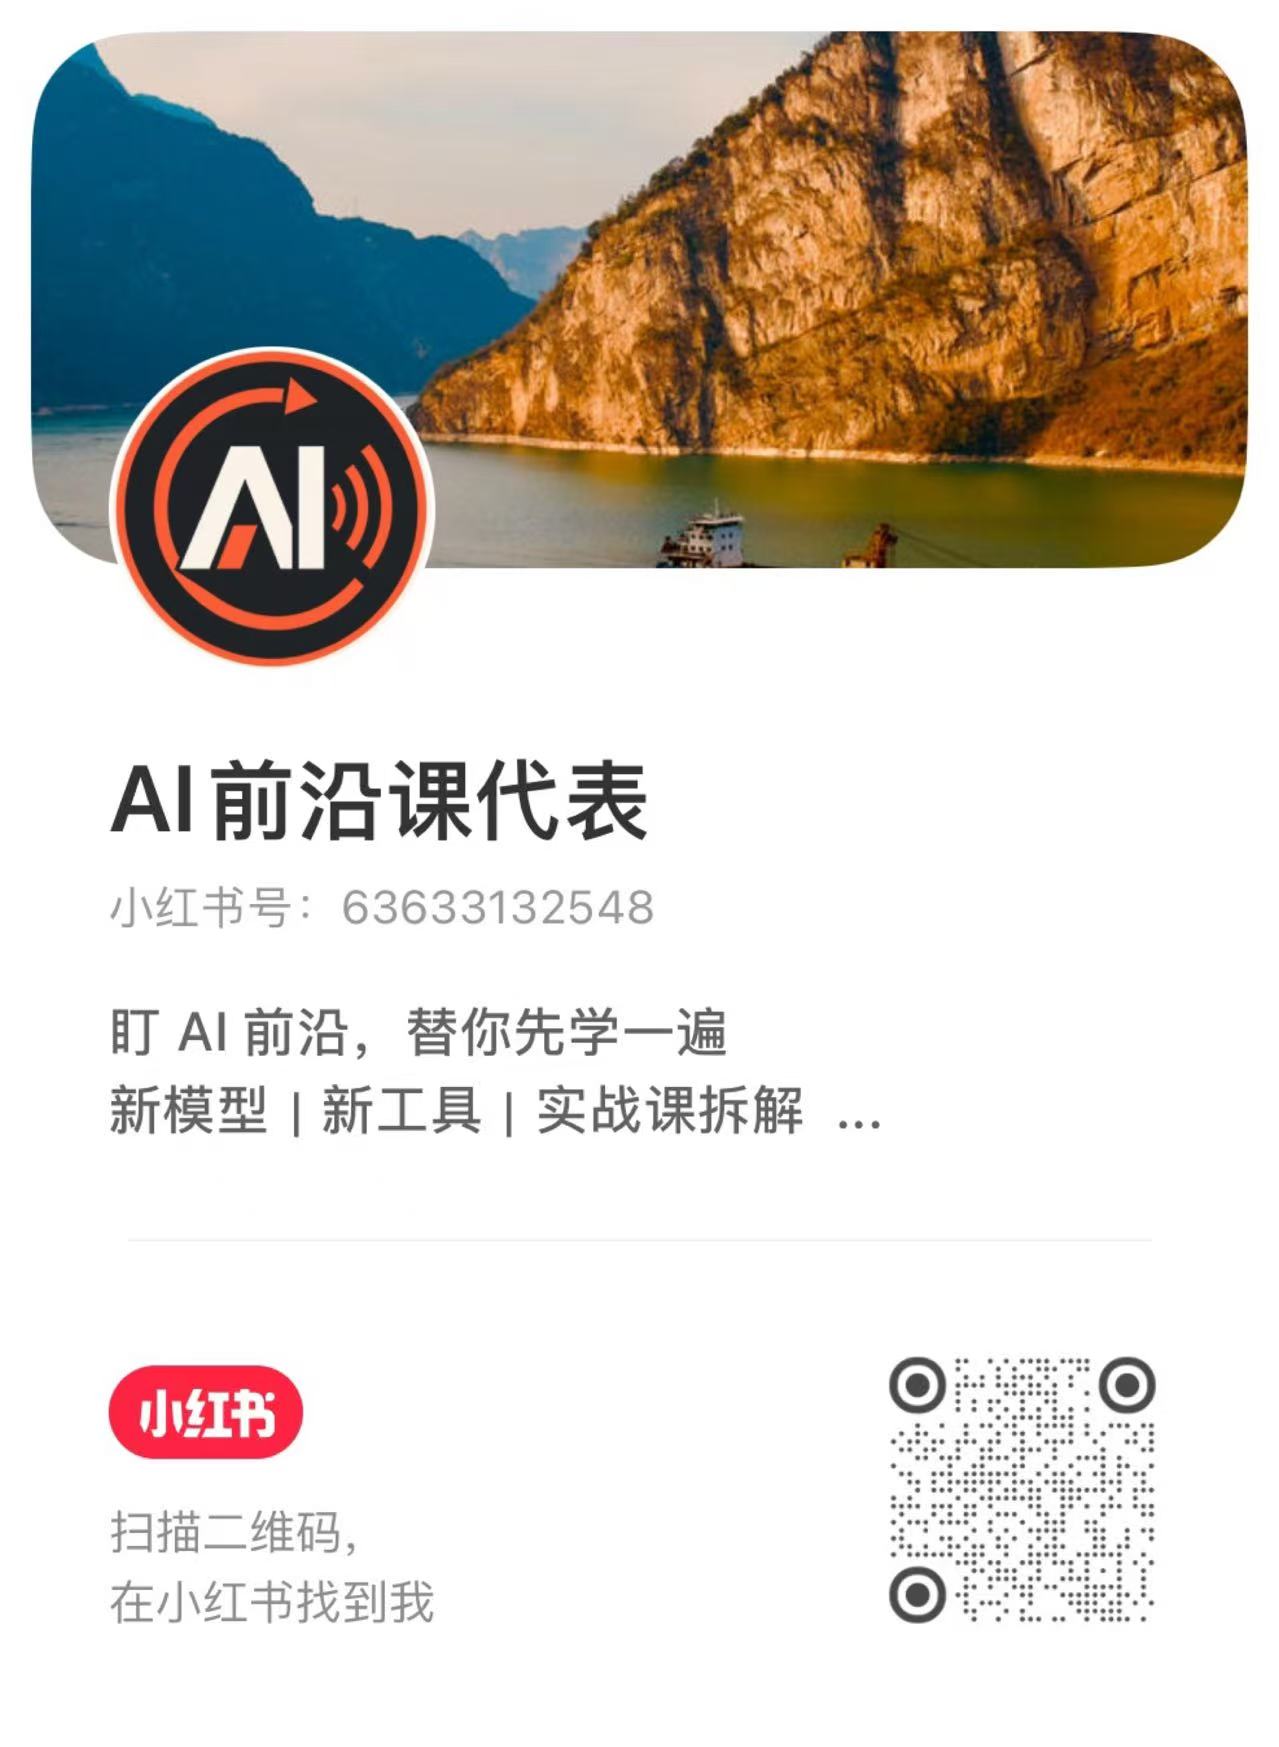 AI
AI前沿课代表
小红书号：63633132548
盯 AI 前沿，替你先学一遍
新模型 | 新工具 | 实战课拆解 ...
小红书
扫描二维码，
在小红书找到我